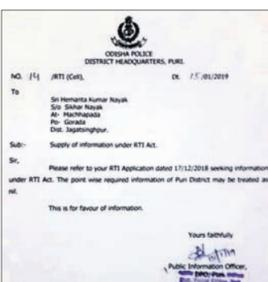 ODISHA POLICE
DISTRICT HEADQUARTERS, PURI.
NO. 14 /RTI (Cell), Dt. 15/01/2019
To
Sri Hemanta Kumar Nayak
S/o Sikhar Nayak
At- Machhapada
Po- Gorada
Dist. Jagatsinghpur.
Sub:- Supply of information under RTI Act.
Sir,
Please refer to your RTI Application dated 17/12/2018 seeking information
under RTI Act. The point wise required information of Puri District may be treated as
nil.
This is for favour of information.
Yours faithfully
Public Information Officer,